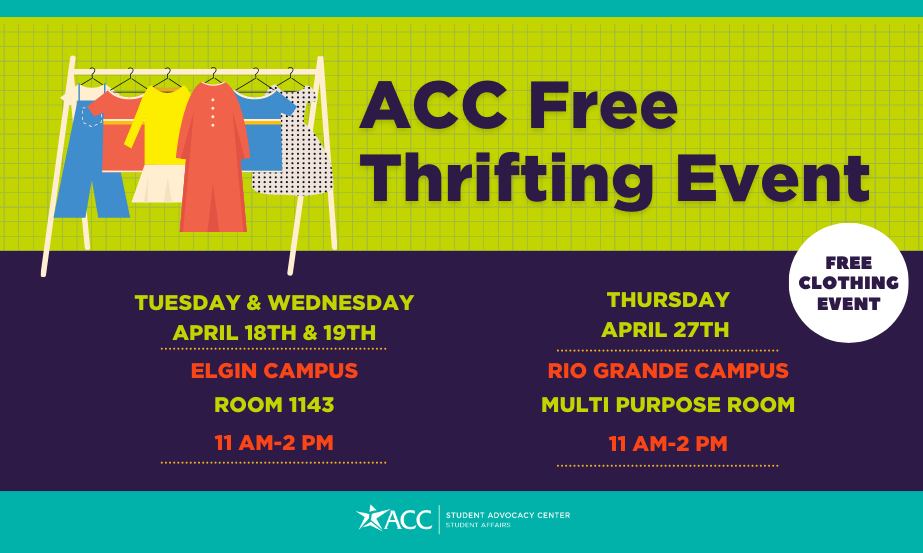 ACC Free
Thrifting Event
FREE
CLOTHING
EVENT
TUESDAY & WEDNESDAY
APRIL 18TH & 19TH
ELGIN CAMPUS
ROOM 1143
11 AM-2 PM
THURSDAY
APRIL 27TH
RIO GRANDE CAMPUS
MULTI PURPOSE ROOM
11 AM-2 PM
ACC
STUDENT ADVOCACY CENTER
STUDENT AFFAIRS